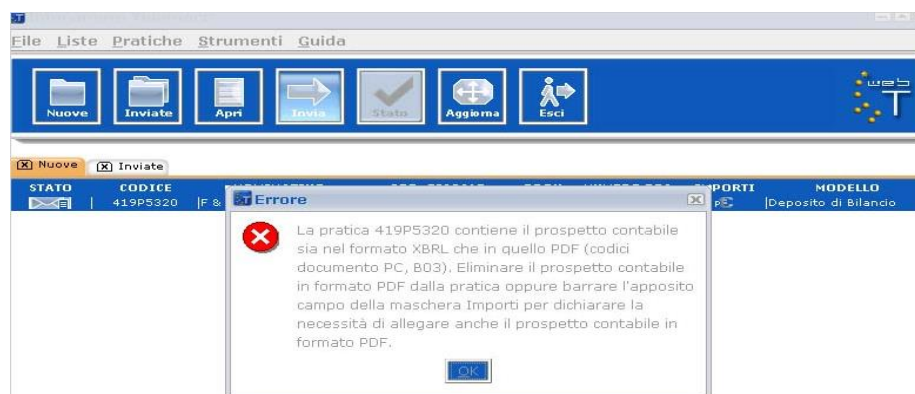 File Liste Pratiche Strumenti Guida
Nuove Inviate Apri Invia Stato Aggiorna Esci
web
T
Nuove Inviate
STATO CODICE IMPORTI MODELLO
419P5320 F & Deposito di Bilancio
Errore
La pratica 419P5320 contiene il prospetto contabile
sia nel formato XBRL che in quello PDF (codici
documento PC, B03). Eliminare il prospetto contabile
in formato PDF dalla pratica oppure barrare l'apposito
campo della maschera Importi per dichiarare la
necessità di allegare anche il prospetto contabile in
formato PDF.
OK